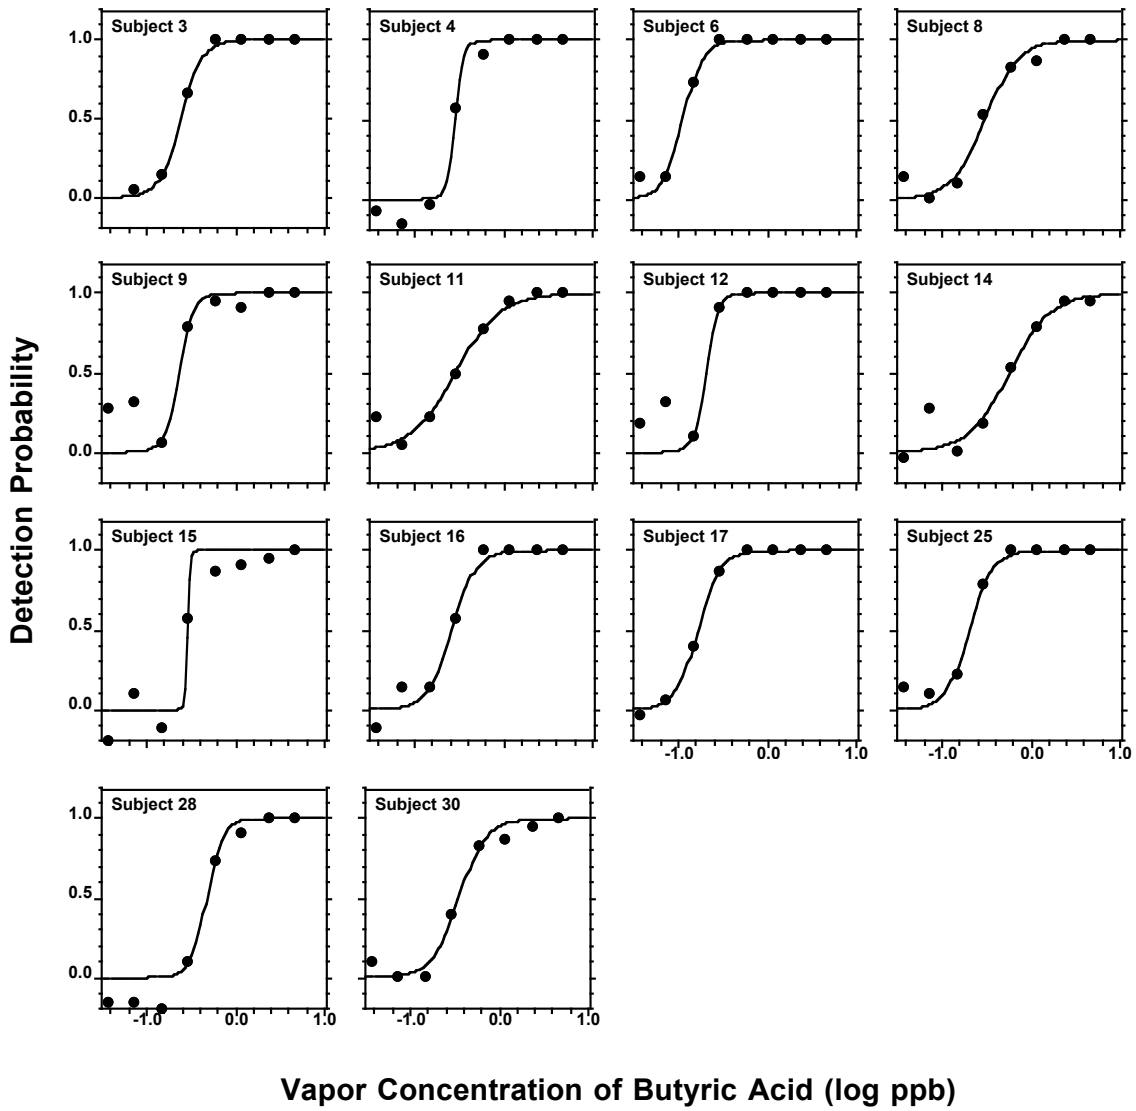 Subject 3
Subject 4
Subject 6
Subject 8
1.0
0.5
0.0
Subject 9
Subject 11
Subject 12
Subject 14
1.0
0.5
0.0
Subject 15
Subject 16
Subject 17
Subject 25
1.0
0.5
0.0
-1.0 0.0 1.0
-1.0 0.0 1.0
Subject 28
Subject 30
1.0
0.5
0.0
-1.0 0.0 1.0
-1.0 0.0 1.0
Detection Probability
Vapor Concentration of Butyric Acid (log ppb)